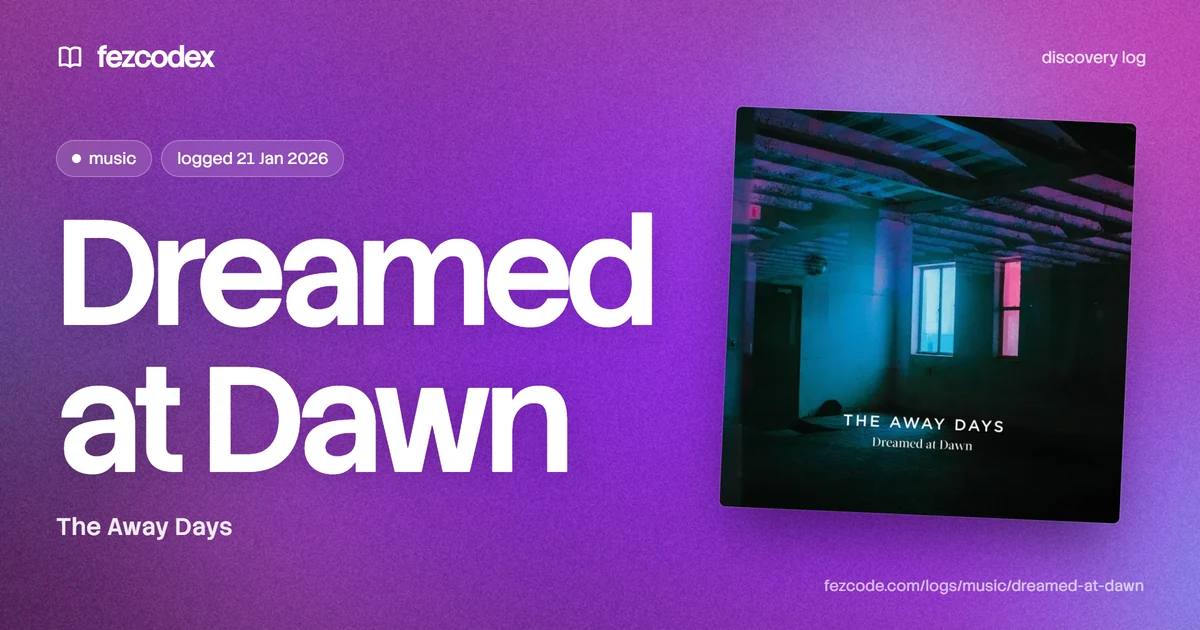 fezcodex
discovery log
music
logged 21 Jan 2026
Dreamed
at Dawn
The Away Days
THE AWAY DAYS
Dreamed at Dawn
fezcode.com/logs/music/dreamed-at-dawn